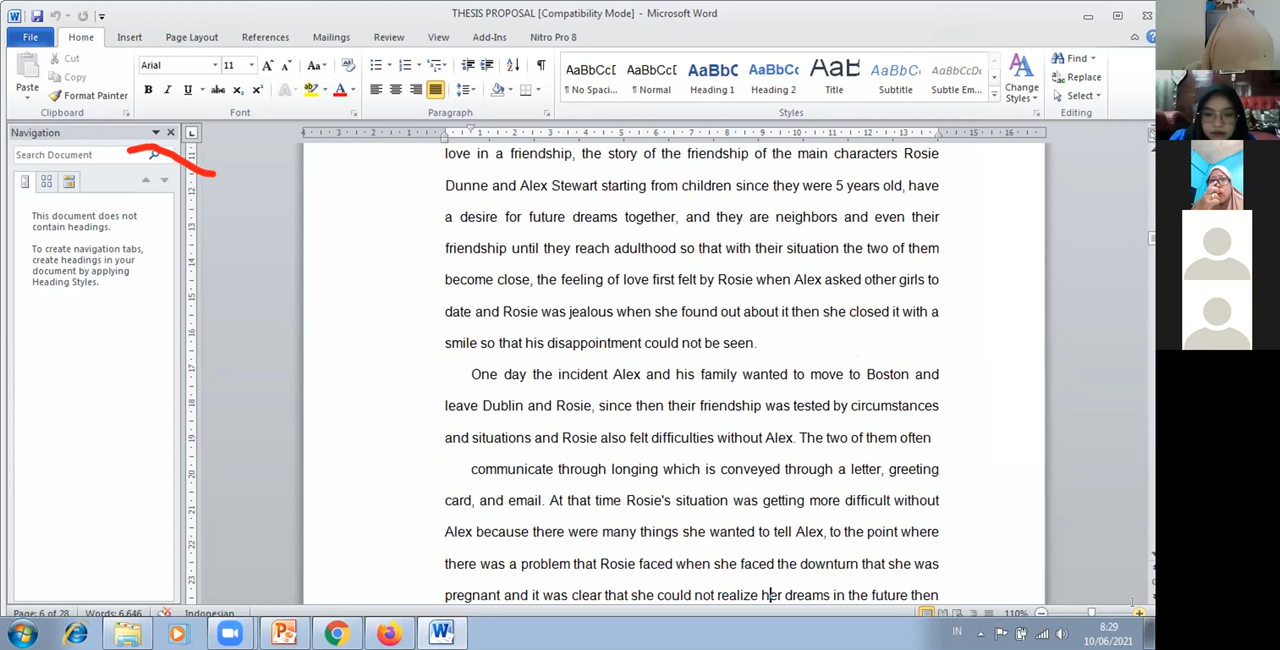 THESIS PROPOSAL [Compatibility Mode] - Microsoft Word
File Home Insert Page Layout References Mailings Review View Add-Ins Nitro Pro 8
Paste
Cut
Copy
Format Painter
Clipboard
Arial 11
Font
Paragraph
AaBbCcI AaBbCcI AaBbC AaBbCc AaB AaBbCcI AaBbCcDc
¶ No Spaci... ¶ Normal Heading 1 Heading 2 Title Subtitle Subtle Em...
Styles
Change Styles
Find
Replace
Select
Editing
Navigation
Search Document
This document does not
contain headings.
To create navigation tabs,
create headings in your
document by applying
Heading Styles.
love in a friendship, the story of the friendship of the main characters Rosie
Dunne and Alex Stewart starting from children since they were 5 years old, have
a desire for future dreams together, and they are neighbors and even their
friendship until they reach adulthood so that with their situation the two of them
become close, the feeling of love first felt by Rosie when Alex asked other girls to
date and Rosie was jealous when she found out about it then she closed it with a
smile so that his disappointment could not be seen.
One day the incident Alex and his family wanted to move to Boston and
leave Dublin and Rosie, since then their friendship was tested by circumstances
and situations and Rosie also felt difficulties without Alex. The two of them often
communicate through longing which is conveyed through a letter, greeting
card, and email. At that time Rosie's situation was getting more difficult without
Alex because there were many things she wanted to tell Alex, to the point where
there was a problem that Rosie faced when she faced the downturn that she was
pregnant and it was clear that she could not realize her dreams in the future then
Page: 6 of 28 Words: 6.646 Indonesian 110%
IN 8:29
10/06/2021